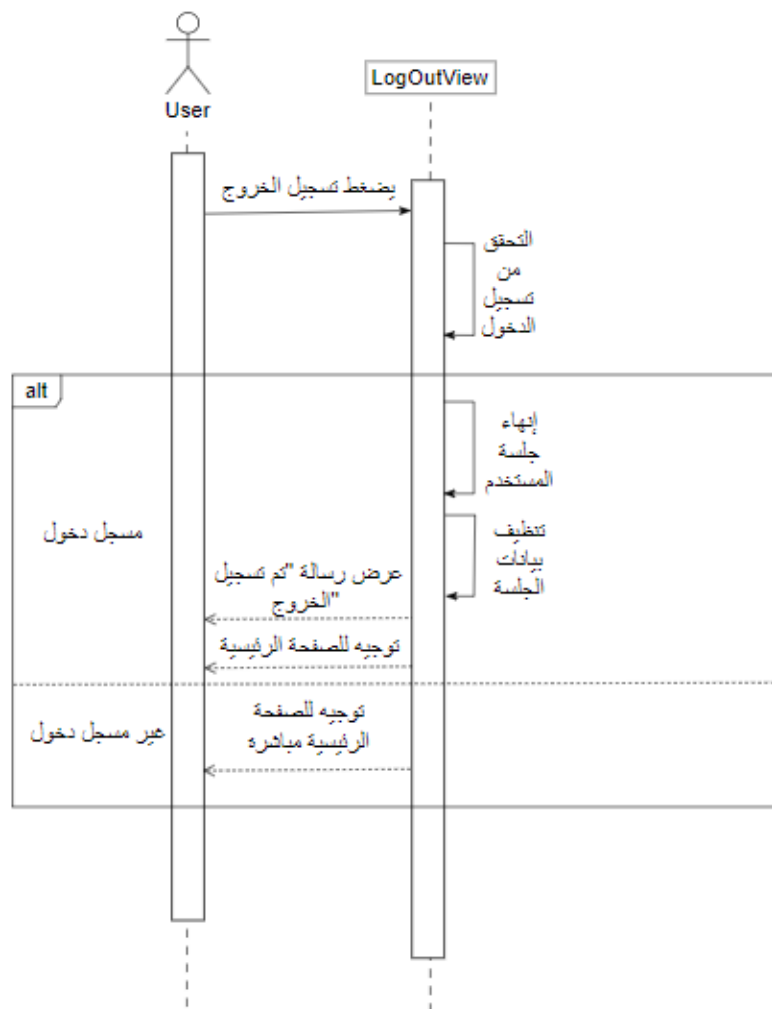 User
LogOutView
يضغط تسجيل الخروج
التحقق
من
تسجيل
الدخول
alt
إنهاء
جلسة
المستخدم
مسجل دخول
تنظيف
بيانات
الجلسة
عرض رسالة "تم تسجيل
الخروج"
توجيه للصفحة الرئيسية
غير مسجل دخول
توجيه للصفحة
الرئيسية مباشرة